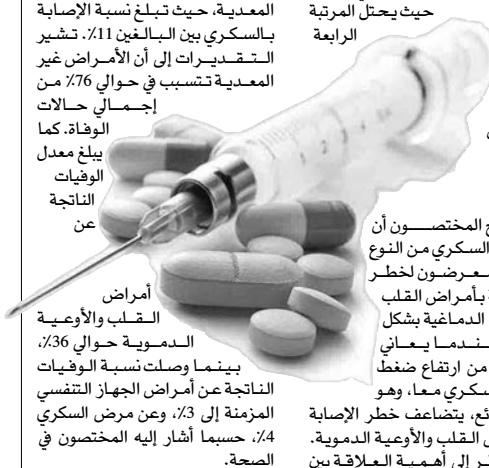 حيث يحتل المرتبة
الرابعة
ح المختصون أن
السكري من النوع
عرضون لخطر
بأمراض القلب
الدماغية بشكل
ندما يعاني
من ارتفاع ضغط
سكري معا، وهو
ئع، يتضاعف خطر الإصابة
القلب والأوعية الدموية.
إلى أهمية العلاقة بين
المعدية، حيث تبلغ نسبة الإصابة
بالسكري بين البالغين 11٪. تشير
التقديرات إلى أن الأمراض غير
المعدية تتسبب في حوالي 76٪ من
إجمالي حالات
الوفاة. كما
يبلغ معدل
الوفيات
الناتجة
عن
أمراض
القلب والأوعية
الدموية حوالي 36٪،
بينما وصلت نسبة الوفيات
الناتجة عن أمراض الجهاز التنفسي
المزمنة إلى 3٪، وعن مرض السكري
4٪، حسبما أشار إليه المختصون في
الصحة.